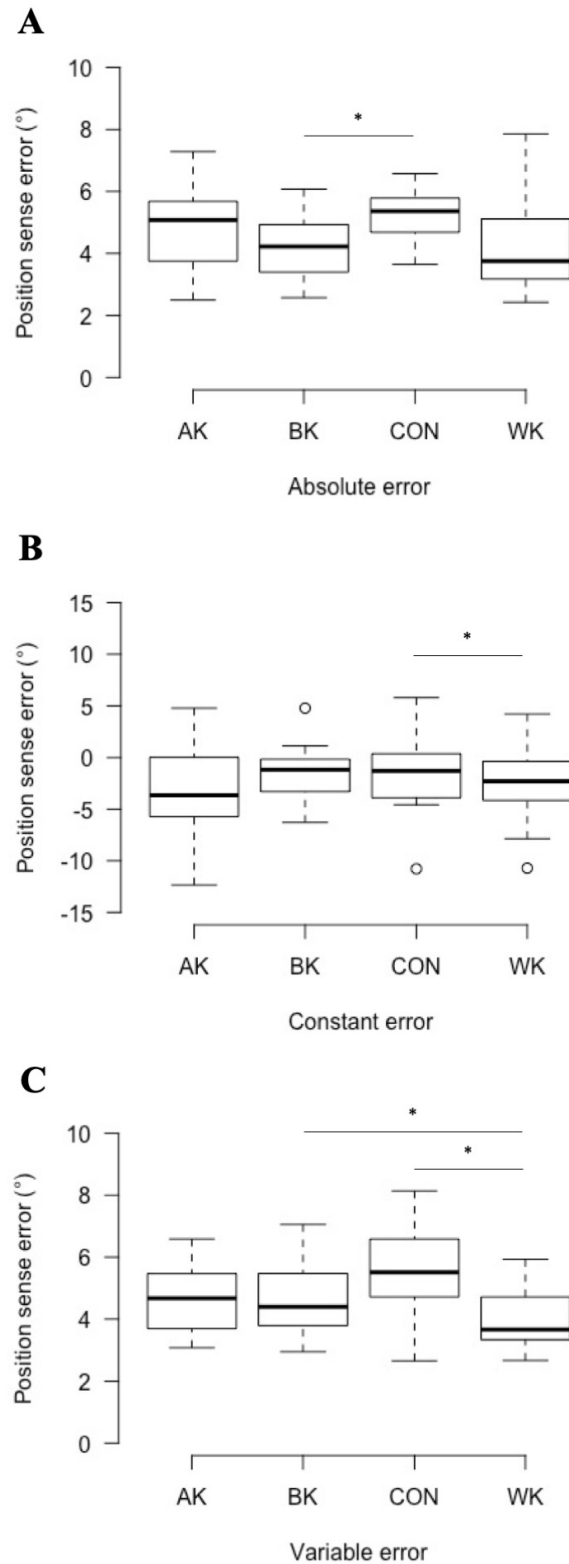 A
Position sense error (°)
10
8
6
4
2
0
*
AK BK CON WK
Absolute error
B
Position sense error (°)
15
10
5
-0
-5
-10
-15
*
AK BK CON WK
Constant error
C
Position sense error (°)
10
8
6
4
2
0
*
*
AK BK CON WK
Variable error